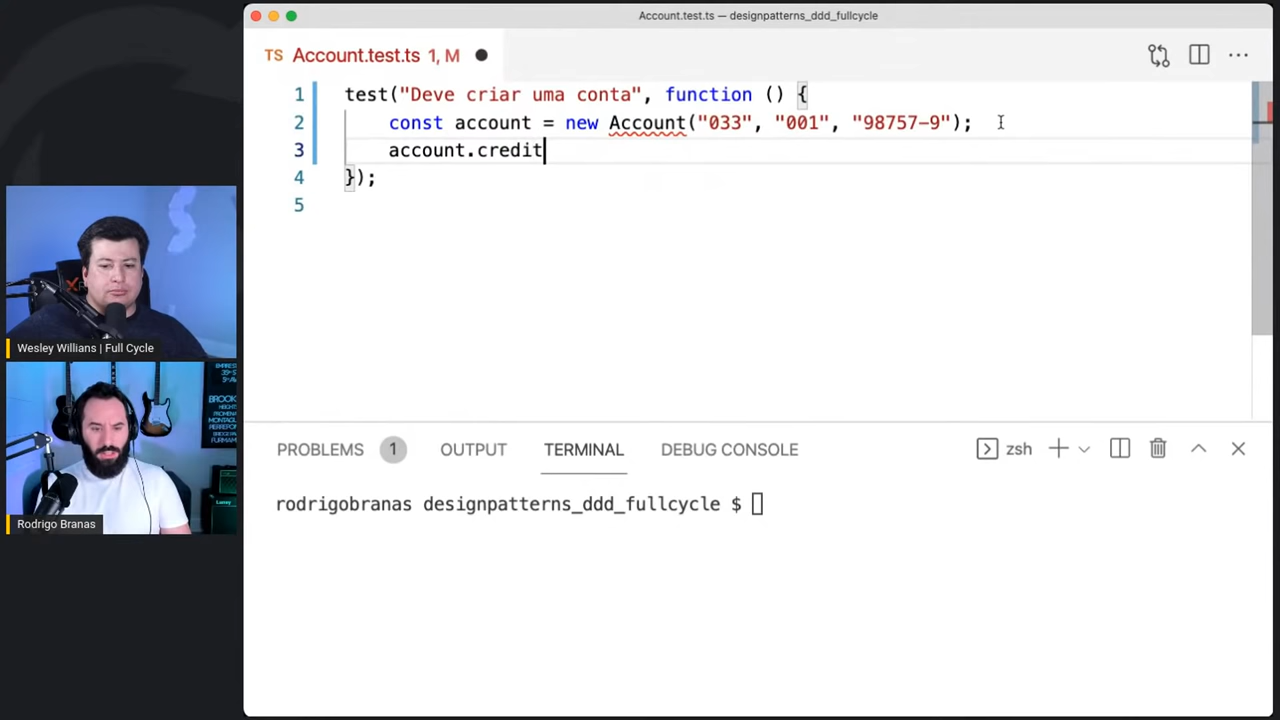 Account.test.ts — designpatterns_ddd_fullcycle
TS Account.test.ts 1, M
1 test("Deve criar uma conta", function () {
2 const account = new Account("033", "001", "98757-9");
3 account.credit
4 });
5
PROBLEMS 1 OUTPUT TERMINAL DEBUG CONSOLE zsh
rodrigobranas designpatterns_ddd_fullcycle $
Wesley Willians | Full Cycle
BROOK
Rodrigo Branas